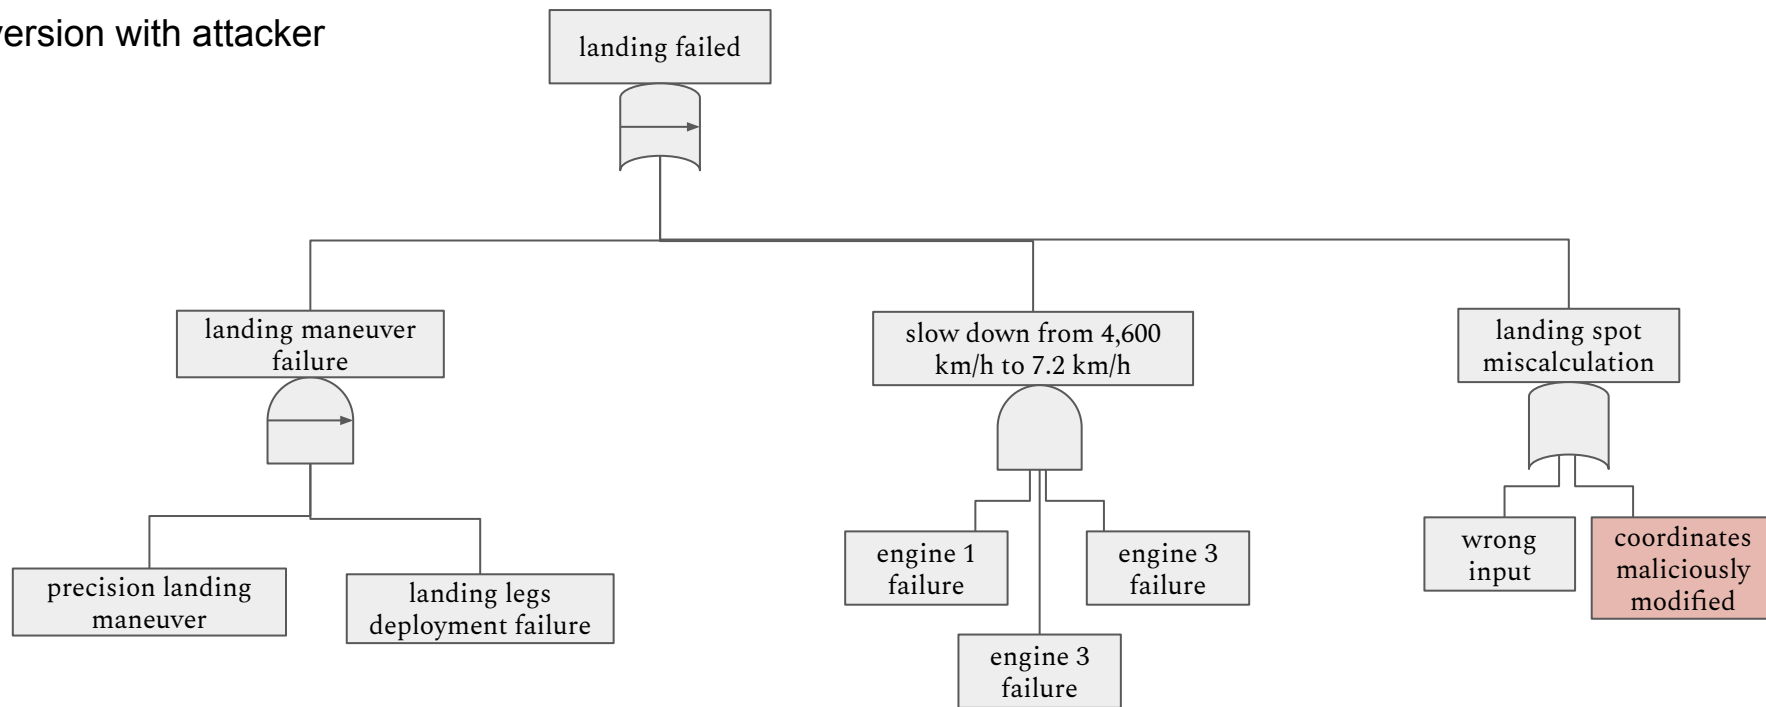 version with attacker
landing failed
landing maneuver
failure
slow down from 4,600
km/h to 7.2 km/h
landing spot
miscalculation
precision landing
maneuver
landing legs
deployment failure
engine 1
failure
engine 3
failure
engine 3
failure
wrong
input
coordinates
maliciously
modified